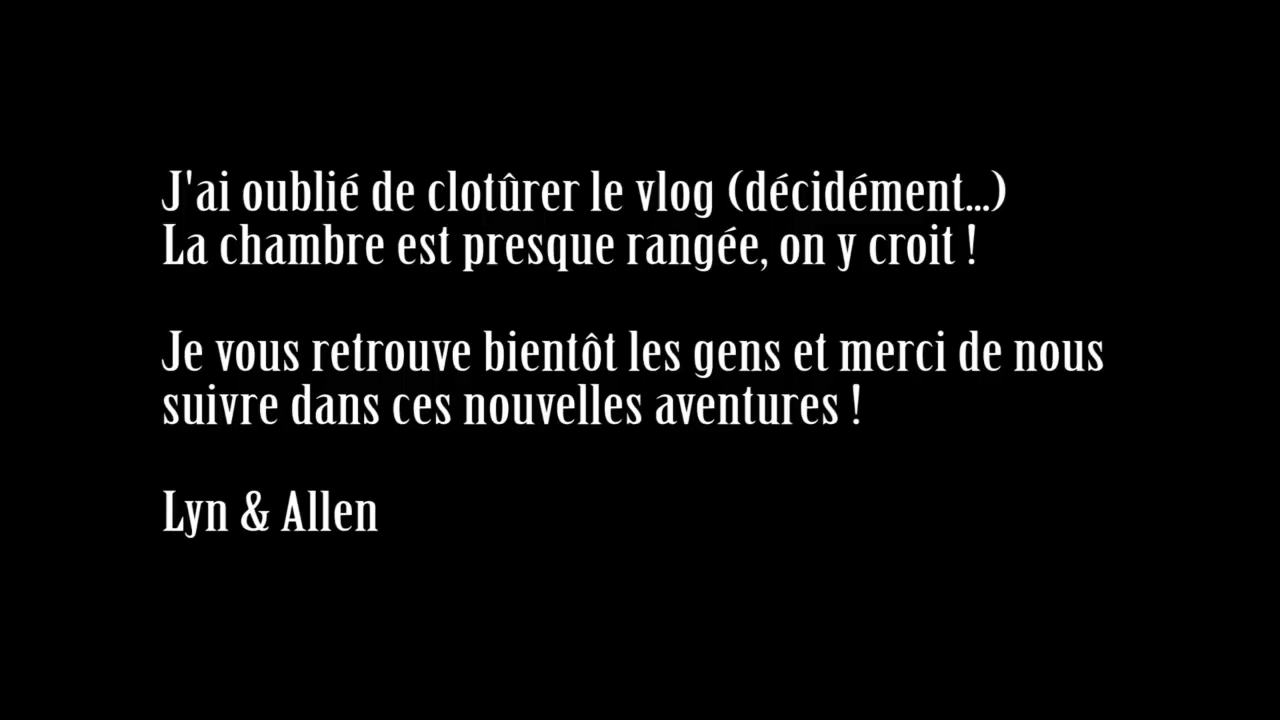 J'ai oublié de clotûrer le vlog (décidément...)
La chambre est presque rangée, on y croit !
Je vous retrouve bientôt les gens et merci de nous
suivre dans ces nouvelles aventures !
Lyn & Allen